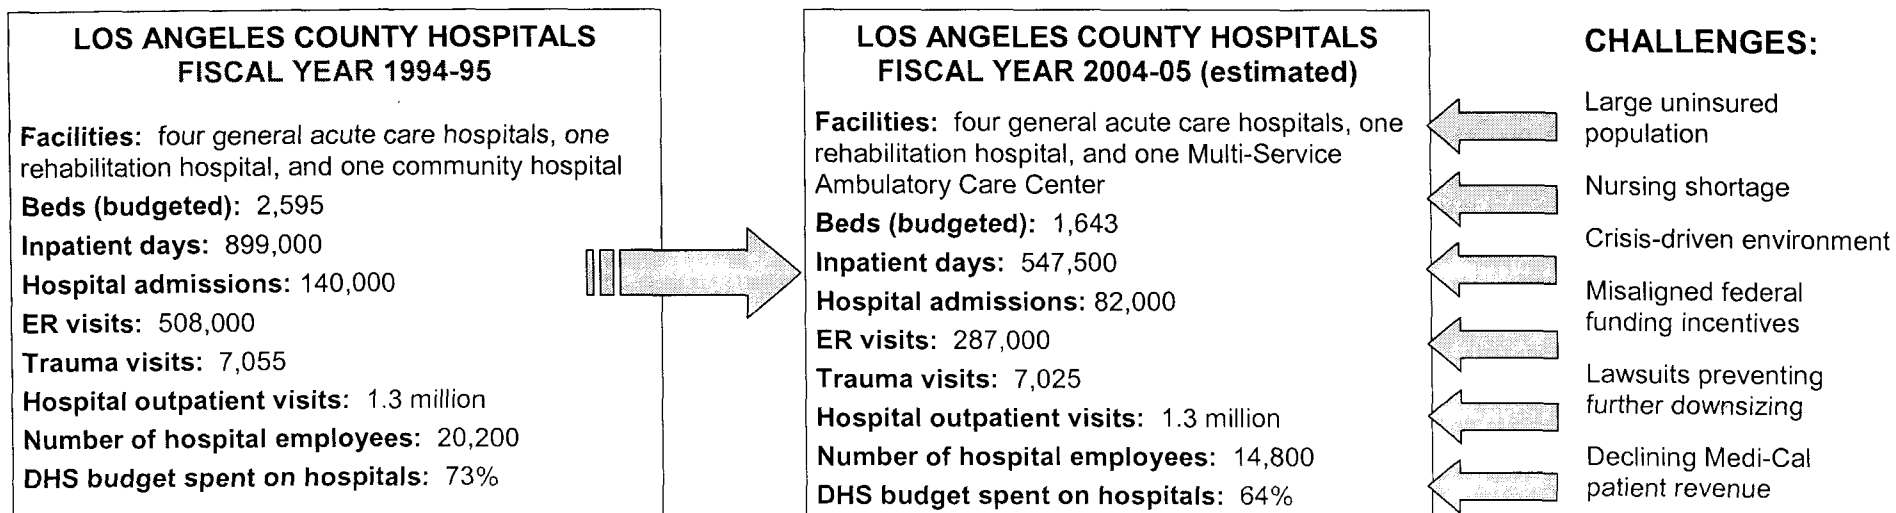 LOS ANGELES COUNTY HOSPITALS
FISCAL YEAR 1994-95
Facilities: four general acute care hospitals, one
rehabilitation hospital, and one community hospital
Beds (budgeted): 2,595
Inpatient days: 899,000
Hospital admissions: 140,000
ER visits: 508,000
Trauma visits: 7,055
Hospital outpatient visits: 1.3 million
Number of hospital employees: 20,200
DHS budget spent on hospitals: 73%
LOS ANGELES COUNTY HOSPITALS
FISCAL YEAR 2004-05 (estimated)
Facilities: four general acute care hospitals, one
rehabilitation hospital, and one Multi-Service
Ambulatory Care Center
Beds (budgeted): 1,643
Inpatient days: 547,500
Hospital admissions: 82,000
ER visits: 287,000
Trauma visits: 7,025
Hospital outpatient visits: 1.3 million
Number of hospital employees: 14,800
DHS budget spent on hospitals: 64%
CHALLENGES:
Large uninsured
population
Nursing shortage
Crisis-driven environment
Misaligned federal
funding incentives
Lawsuits preventing
further downsizing
Declining Medi-Cal
patient revenue